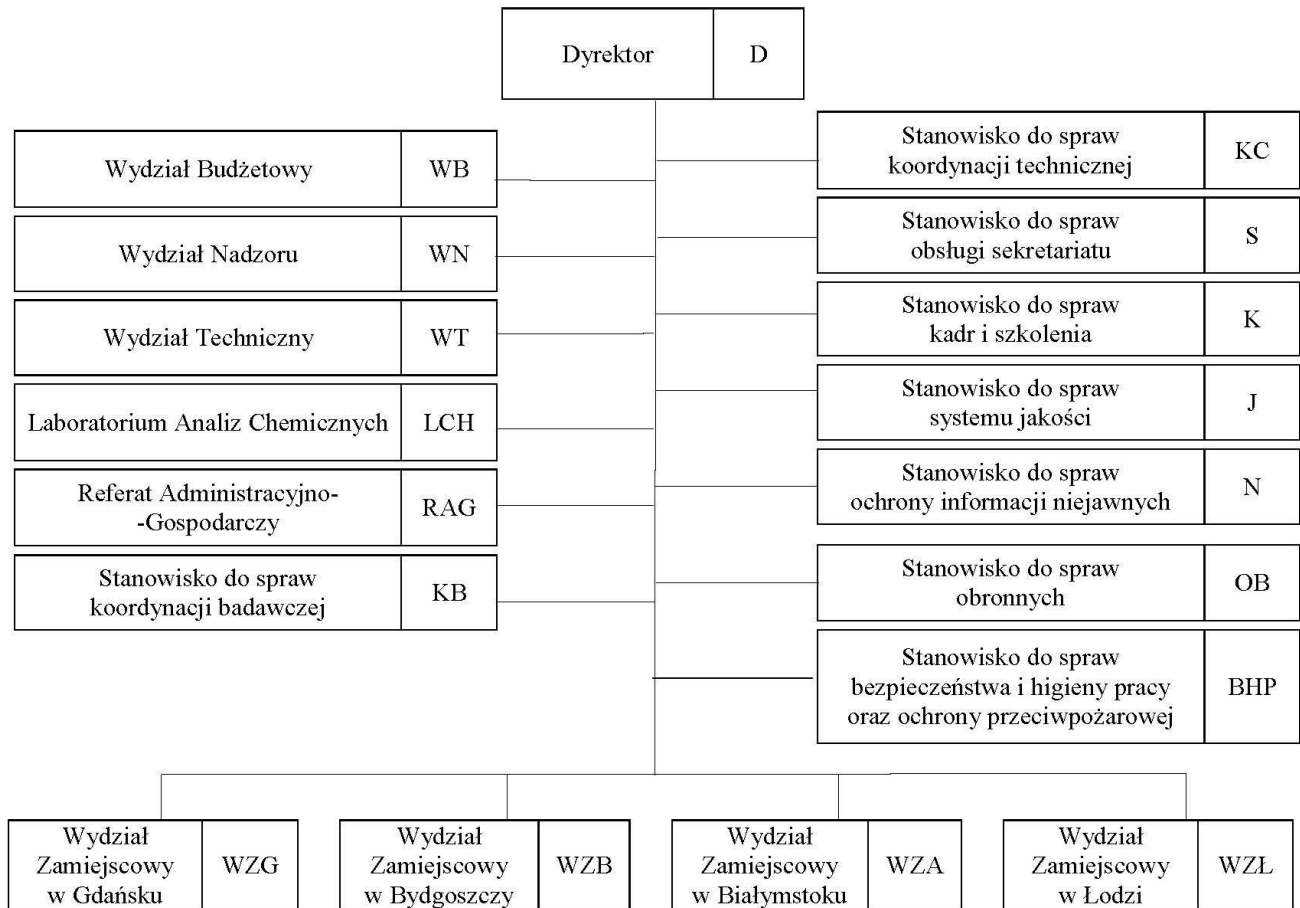 Dyrektor
D
Wydział Budżetowy
WB
Wydział Nadzoru
WN
Wydział Techniczny
WT
Laboratorium Analiz Chemicznych
LCH
Referat Administracyjno-
-Gospodarczy
RAG
Stanowisko do spraw
koordynacji badawczej
KB
Stanowisko do spraw
koordynacji technicznej
KC
Stanowisko do spraw
obsługi sekretariatu
S
Stanowisko do spraw
kadr i szkolenia
K
Stanowisko do spraw
systemu jakości
J
Stanowisko do spraw
ochrony informacji niejawnych
N
Stanowisko do spraw
obronnych
OB
Stanowisko do spraw
bezpieczeństwa i higieny pracy
oraz ochrony przeciwpożarowej
BHP
Wydział
Zamiejscowy
w Gdańsku
WZG
Wydział
Zamiejscowy
w Bydgoszczy
WZB
Wydział
Zamiejscowy
w Białymstoku
WZA
Wydział
Zamiejscowy
w Łodzi
WZŁ